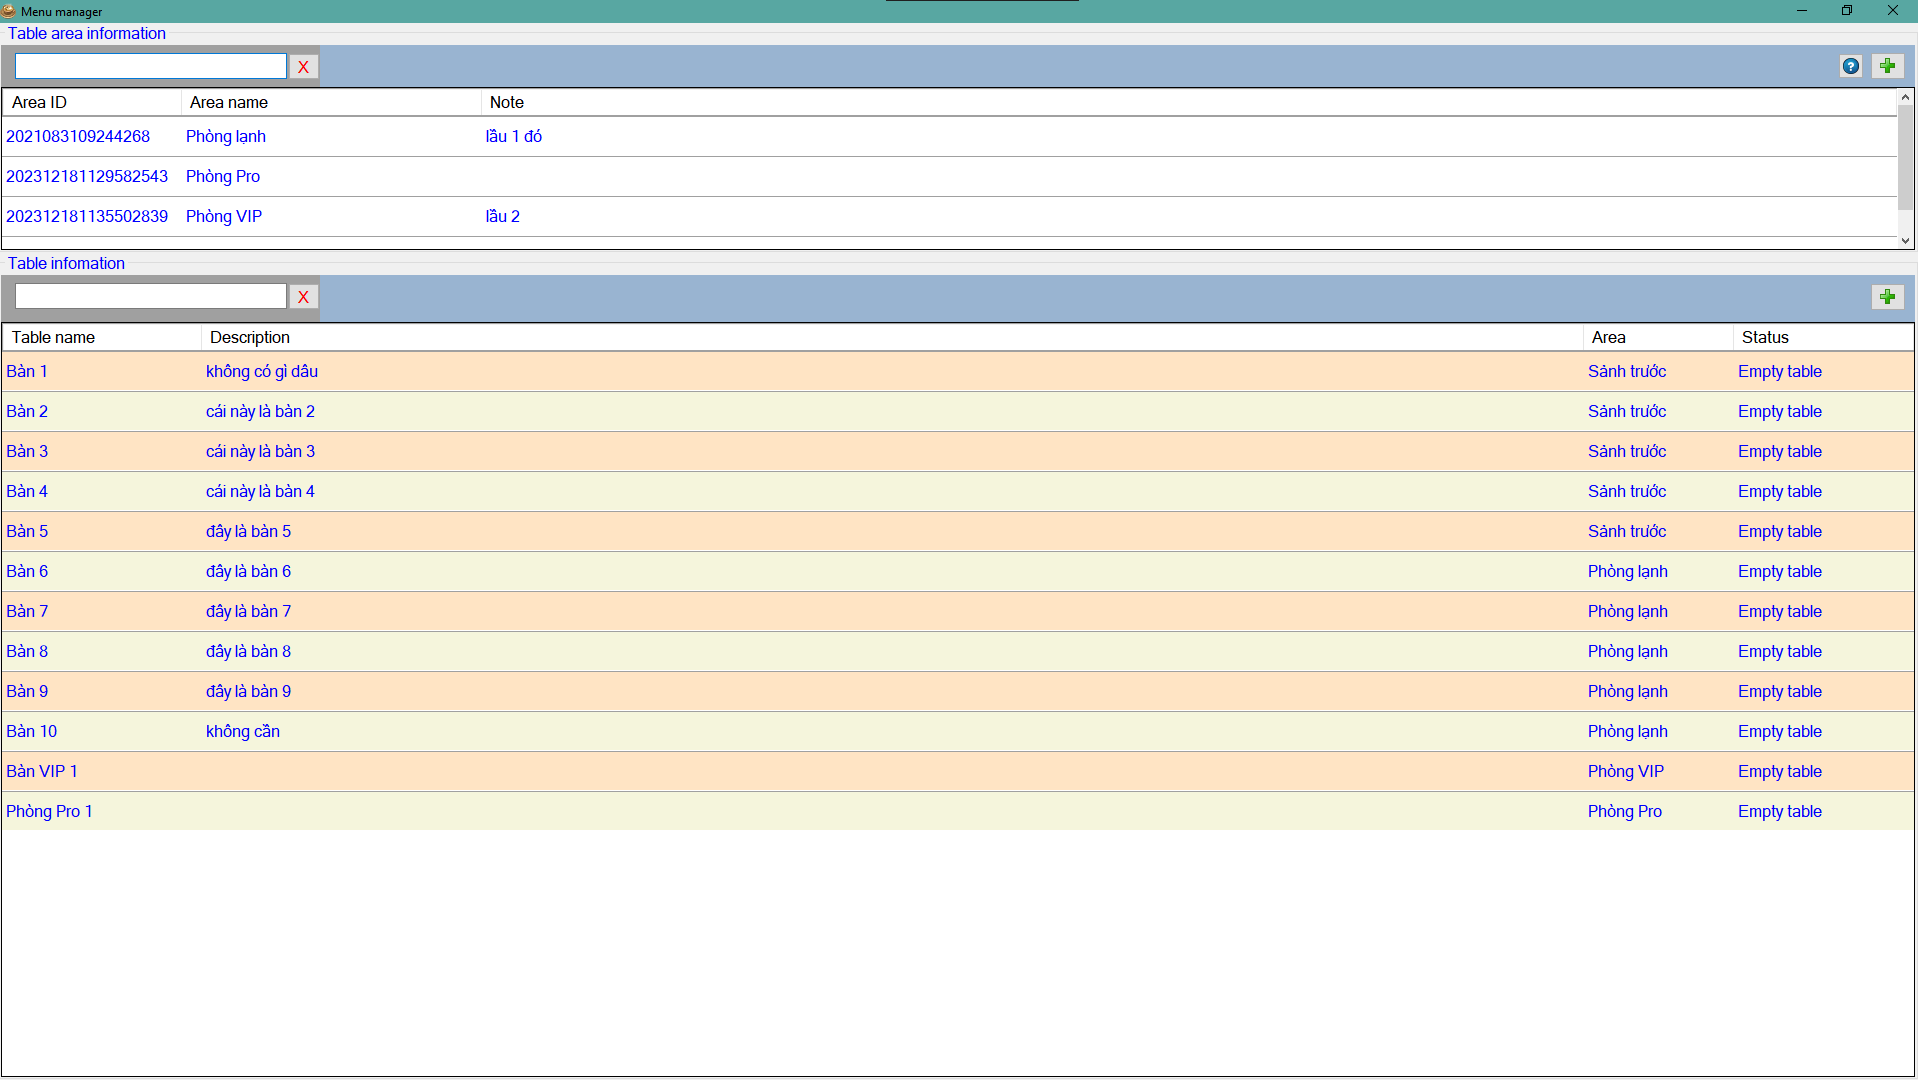 Menu manager
Table area information
X
Area ID Area name Note
2021083109244268 Phòng lạnh lầu 1 đó
202312181129582543 Phòng Pro
202312181135502839 Phòng VIP lầu 2
Table infomation
X
Table name Description Area Status
Bàn 1 không có gì dâu Sảnh trước Empty table
Bàn 2 cái này là bàn 2 Sảnh trước Empty table
Bàn 3 cái này là bàn 3 Sảnh trước Empty table
Bàn 4 cái này là bàn 4 Sảnh trước Empty table
Bàn 5 đây là bàn 5 Sảnh trước Empty table
Bàn 6 đây là bàn 6 Phòng lạnh Empty table
Bàn 7 đây là bàn 7 Phòng lạnh Empty table
Bàn 8 đây là bàn 8 Phòng lạnh Empty table
Bàn 9 đây là bàn 9 Phòng lạnh Empty table
Bàn 10 không cần Phòng lạnh Empty table
Bàn VIP 1 Phòng VIP Empty table
Phòng Pro 1 Phòng Pro Empty table